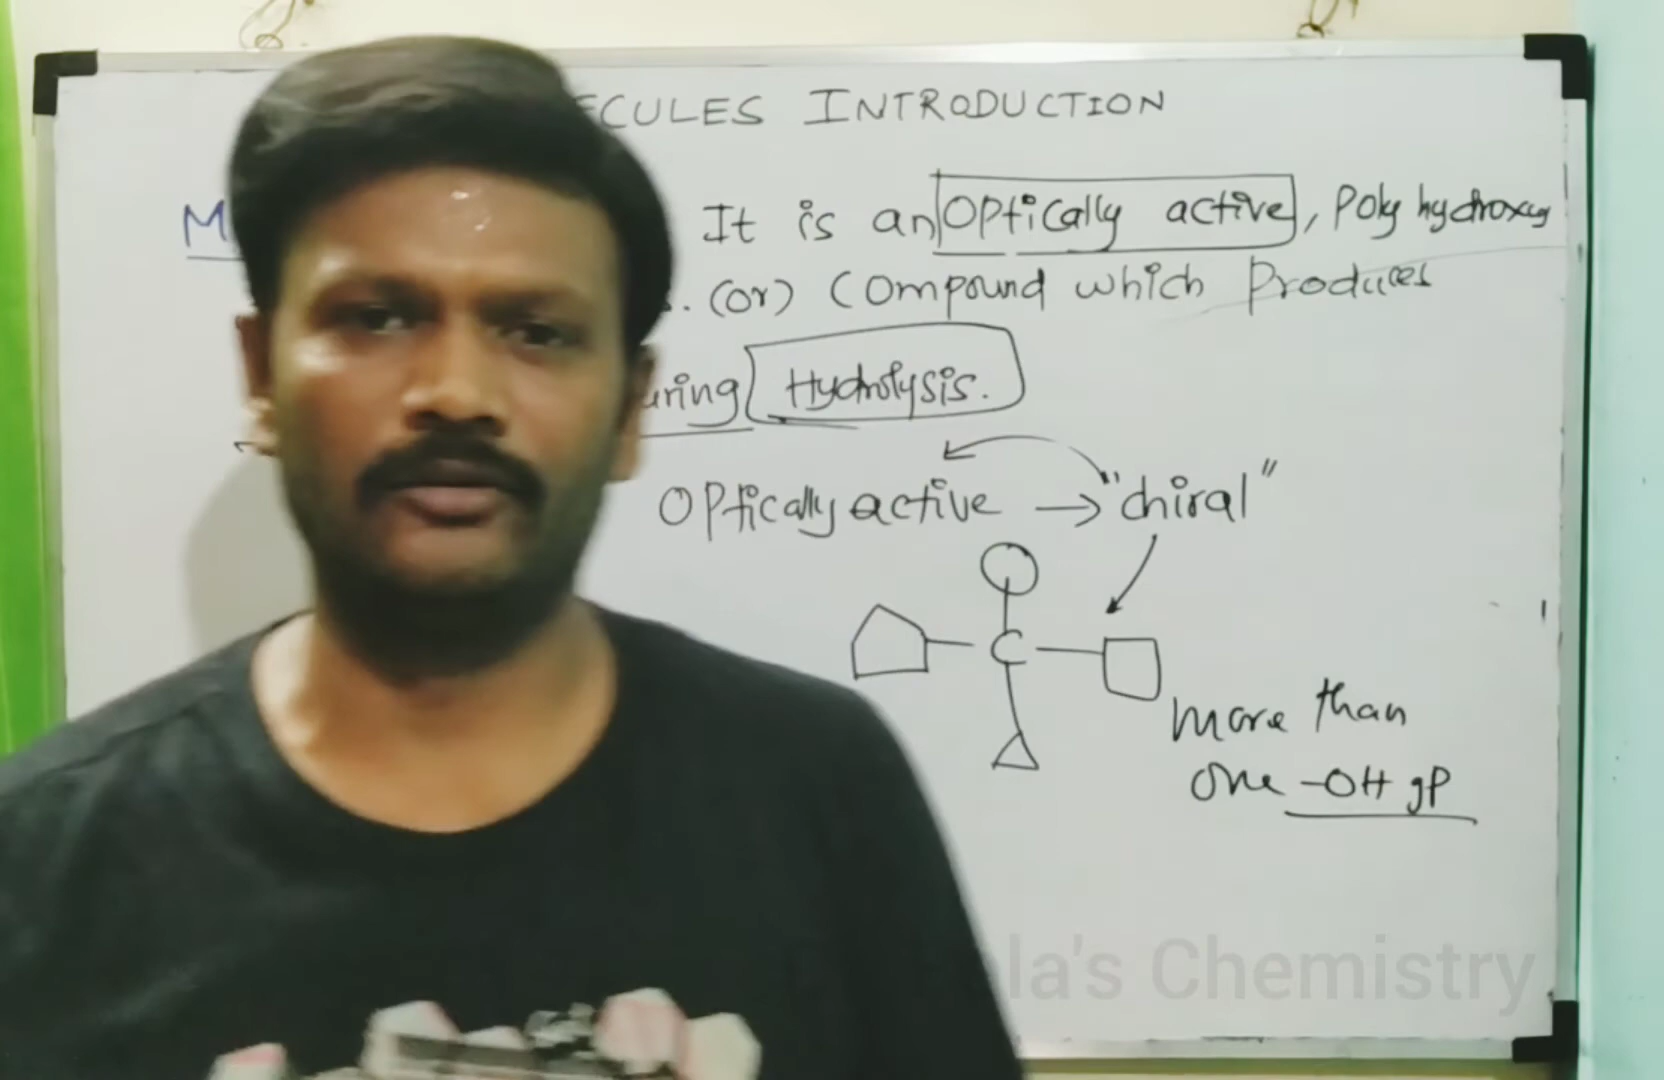 ECULES INTRODUCTION
M It is an optically active, Poly hydroxy
s. (or) Compound which Produces
uring Hydrolysis.
Optically active → "chiral"
C
more than
one -OH gP
ala's Chemistry